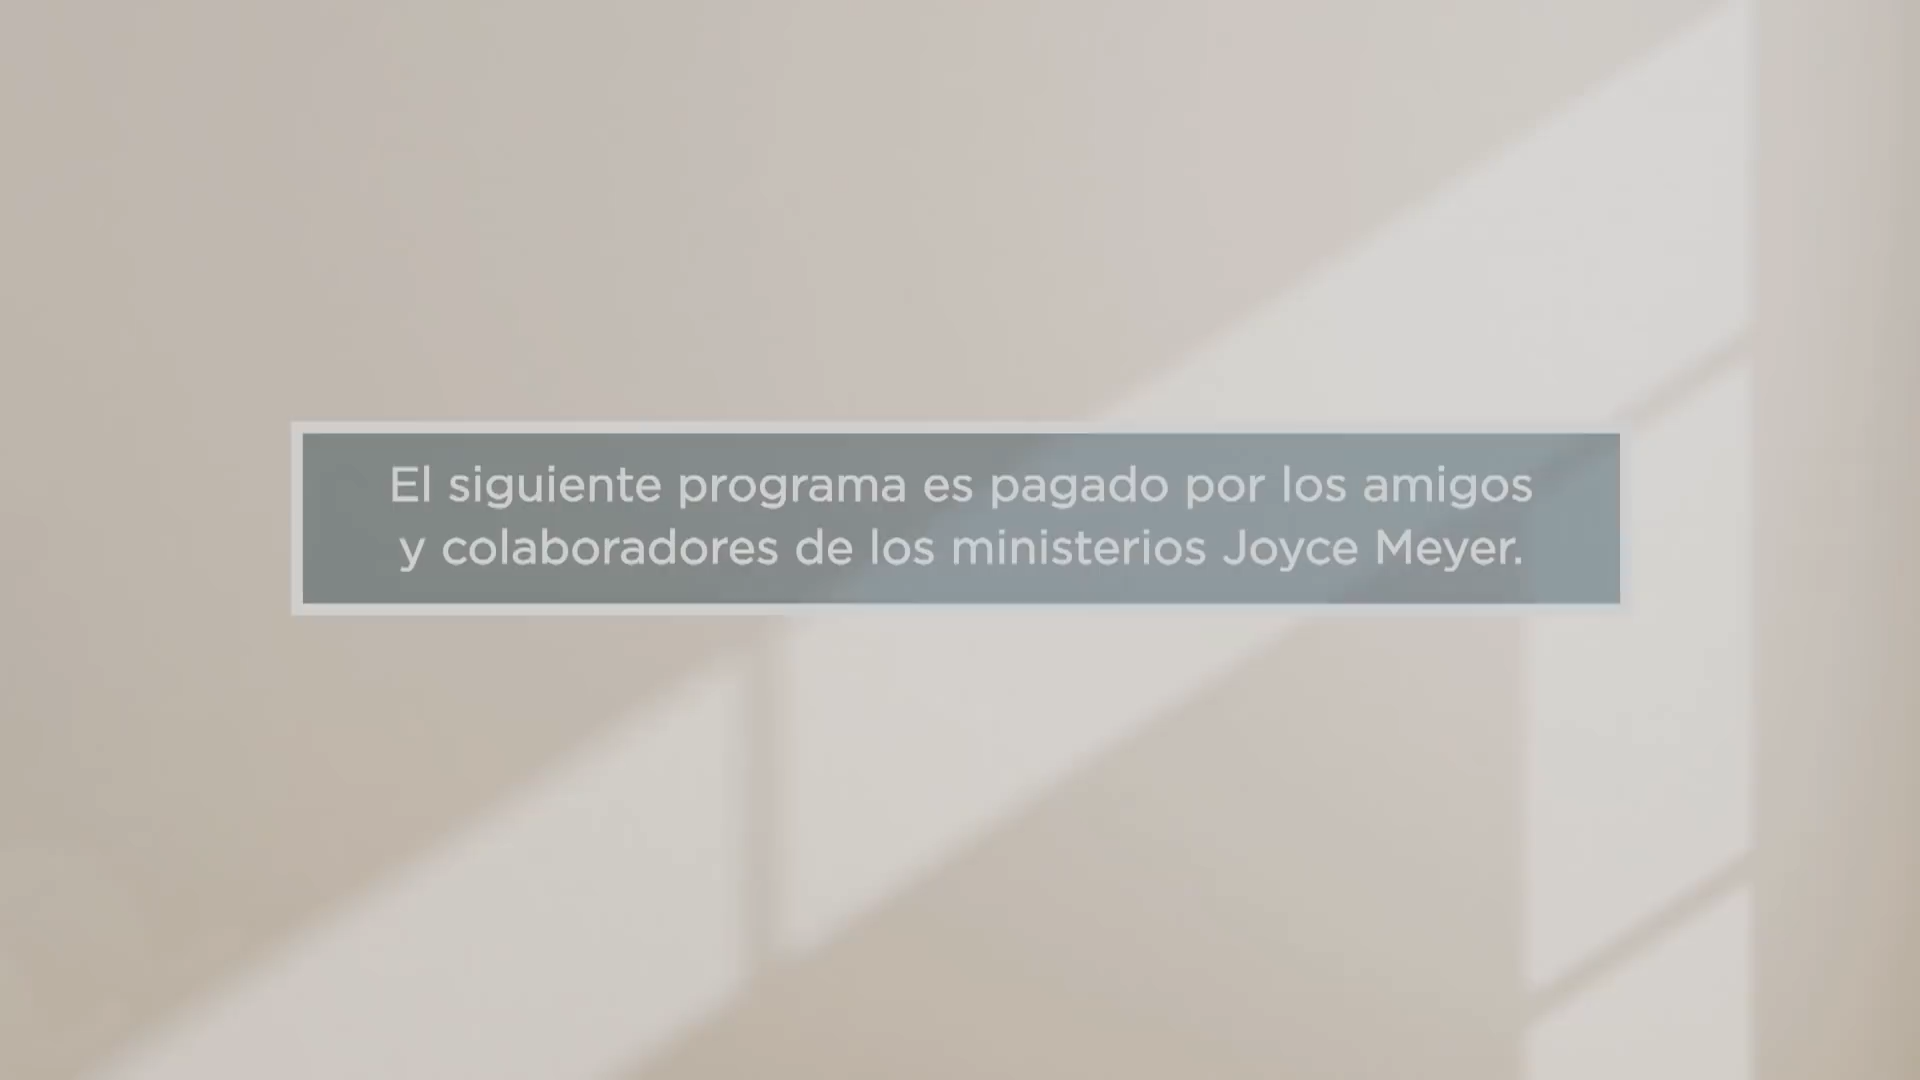 El siguiente programa es pagado por los amigos
y colaboradores de los ministerios Joyce Meyer.